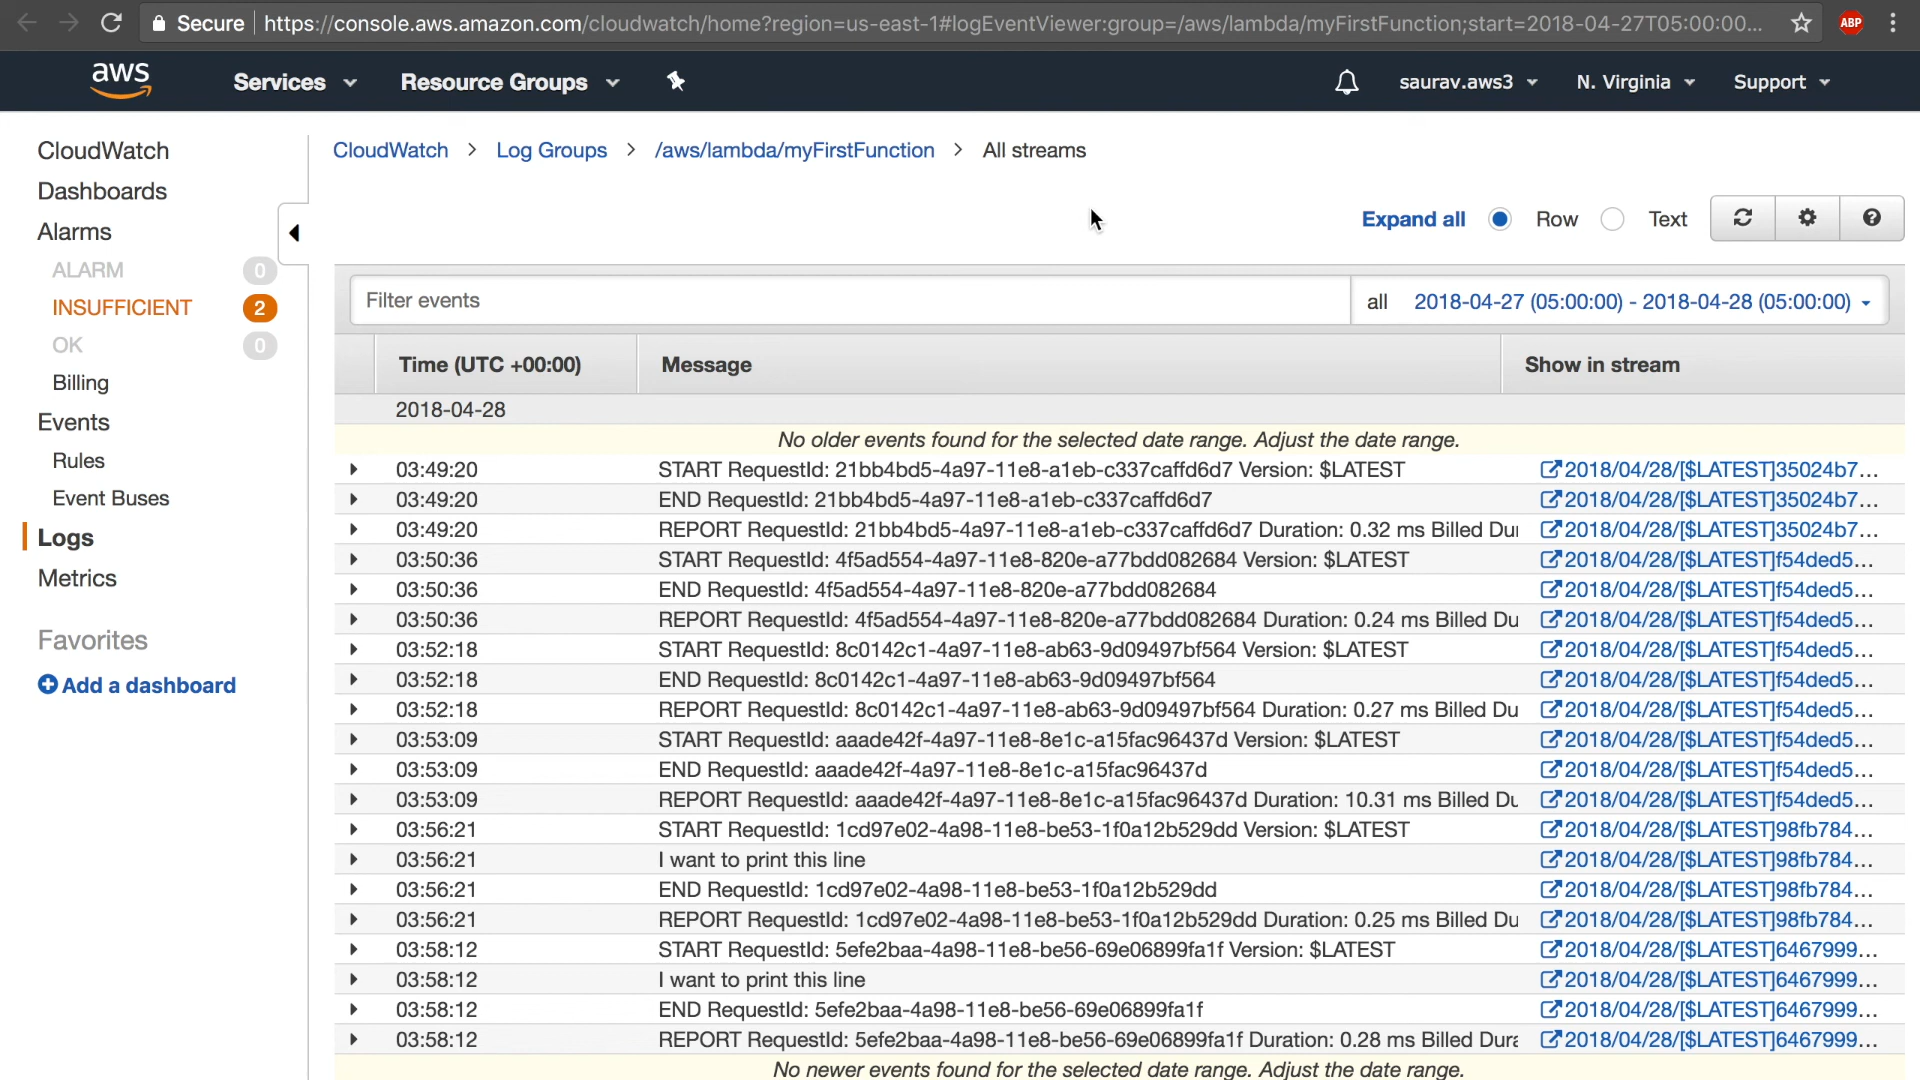 Secure https://console.aws.amazon.com/cloudwatch/home?region=us-east-1#logEventViewer:group=/aws/lambda/myFirstFunction;start=2018-04-27T05:00:00... ABP
aws Services Resource Groups saurav.aws3 N. Virginia Support
CloudWatch
Dashboards
Alarms
ALARM 0
INSUFFICIENT 2
OK 0
Billing
Events
Rules
Event Buses
Logs
Metrics
Favorites
Add a dashboard
CloudWatch > Log Groups > /aws/lambda/myFirstFunction > All streams
Expand all Row Text
Filter events all 2018-04-27 (05:00:00) - 2018-04-28 (05:00:00)
Time (UTC +00:00) Message Show in stream
2018-04-28
No older events found for the selected date range. Adjust the date range.
03:49:20 START RequestId: 21bb4bd5-4a97-11e8-a1eb-c337caffd6d7 Version: $LATEST 2018/04/28/[$LATEST]35024b7...
03:49:20 END RequestId: 21bb4bd5-4a97-11e8-a1eb-c337caffd6d7 2018/04/28/[$LATEST]35024b7...
03:49:20 REPORT RequestId: 21bb4bd5-4a97-11e8-a1eb-c337caffd6d7 Duration: 0.32 ms Billed Du 2018/04/28/[$LATEST]35024b7...
03:50:36 START RequestId: 4f5ad554-4a97-11e8-820e-a77bdd082684 Version: $LATEST 2018/04/28/[$LATEST]f54ded5...
03:50:36 END RequestId: 4f5ad554-4a97-11e8-820e-a77bdd082684 2018/04/28/[$LATEST]f54ded5...
03:50:36 REPORT RequestId: 4f5ad554-4a97-11e8-820e-a77bdd082684 Duration: 0.24 ms Billed Du 2018/04/28/[$LATEST]f54ded5...
03:52:18 START RequestId: 8c0142c1-4a97-11e8-ab63-9d09497bf564 Version: $LATEST 2018/04/28/[$LATEST]f54ded5...
03:52:18 END RequestId: 8c0142c1-4a97-11e8-ab63-9d09497bf564 2018/04/28/[$LATEST]f54ded5...
03:52:18 REPORT RequestId: 8c0142c1-4a97-11e8-ab63-9d09497bf564 Duration: 0.27 ms Billed Du 2018/04/28/[$LATEST]f54ded5...
03:53:09 START RequestId: aaade42f-4a97-11e8-8e1c-a15fac96437d Version: $LATEST 2018/04/28/[$LATEST]f54ded5...
03:53:09 END RequestId: aaade42f-4a97-11e8-8e1c-a15fac96437d 2018/04/28/[$LATEST]f54ded5...
03:53:09 REPORT RequestId: aaade42f-4a97-11e8-8e1c-a15fac96437d Duration: 10.31 ms Billed Du 2018/04/28/[$LATEST]f54ded5...
03:56:21 START RequestId: 1cd97e02-4a98-11e8-be53-1f0a12b529dd Version: $LATEST 2018/04/28/[$LATEST]98fb784...
03:56:21 I want to print this line 2018/04/28/[$LATEST]98fb784...
03:56:21 END RequestId: 1cd97e02-4a98-11e8-be53-1f0a12b529dd 2018/04/28/[$LATEST]98fb784...
03:56:21 REPORT RequestId: 1cd97e02-4a98-11e8-be53-1f0a12b529dd Duration: 0.25 ms Billed Du 2018/04/28/[$LATEST]98fb784...
03:58:12 START RequestId: 5efe2baa-4a98-11e8-be56-69e06899fa1f Version: $LATEST 2018/04/28/[$LATEST]6467999...
03:58:12 I want to print this line 2018/04/28/[$LATEST]6467999...
03:58:12 END RequestId: 5efe2baa-4a98-11e8-be56-69e06899fa1f 2018/04/28/[$LATEST]6467999...
03:58:12 REPORT RequestId: 5efe2baa-4a98-11e8-be56-69e06899fa1f Duration: 0.28 ms Billed Dura 2018/04/28/[$LATEST]6467999...
No newer events found for the selected date range. Adjust the date range.